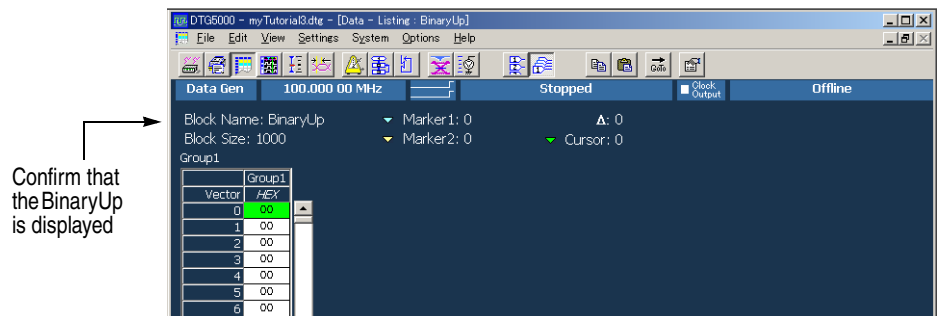 DTG5000 - myTutorial3.dtg - [Data - Listing : BinaryUp]
File Edit View Settings System Options Help
Goto
Data Gen 100.000 00 MHz Stopped Clock Output Offline
Block Name: BinaryUp Marker1: 0 Δ: 0
Block Size: 1000 Marker2: 0 Cursor: 0
Group1
Confirm that
the BinaryUp
is displayed
Group1
Vector HEX
0 00
1 00
2 00
3 00
4 00
5 00
6 00